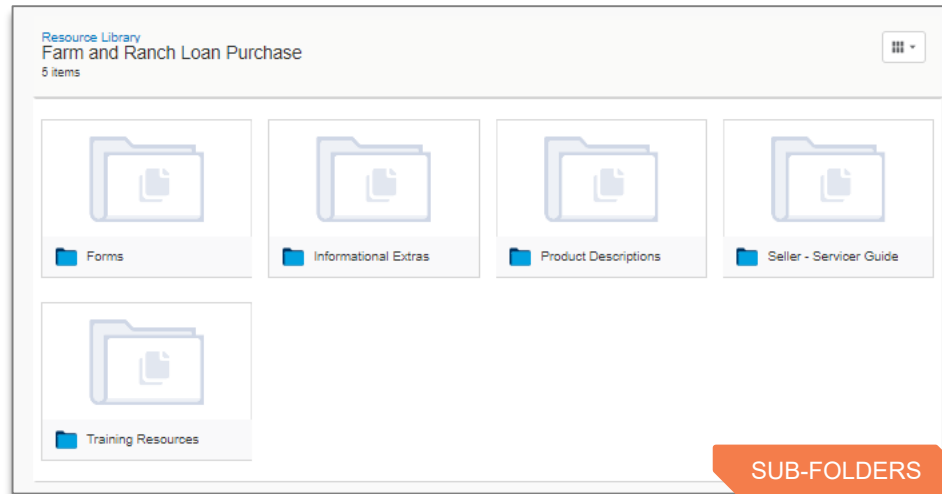 Resource Library
Farm and Ranch Loan Purchase
5 items
Forms
Informational Extras
Product Descriptions
Seller - Servicer Guide
Training Resources
SUB-FOLDERS